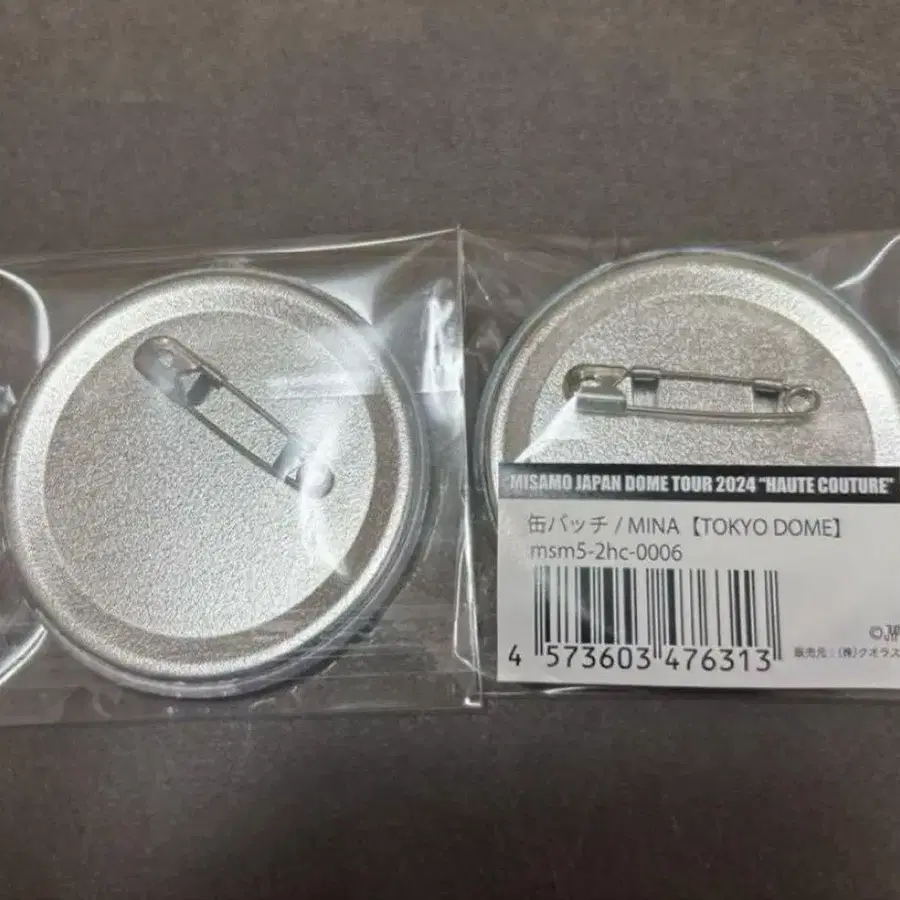 MISAMO JAPAN DOME TOUR 2024 "HAUTE COUTURE"
缶バッチ / MINA【TOKYO DOME】
msm5-2hc-0006
4 573603 476313
©
販売元：(株)クオラス